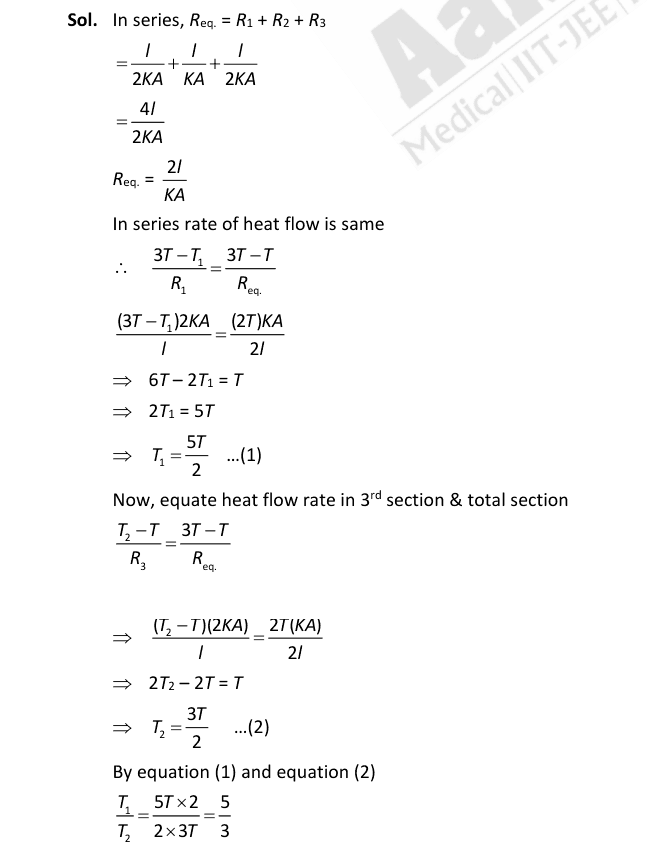 Sol. In series, Req. = R1 + R2 + R3
= l/2KA + l/KA + l/2KA
= 4l/2KA
Req. = 2l/KA
In series rate of heat flow is same
∴ (3T – T1)/R1 = (3T – T)/Req.
(3T – T1)2KA/l = (2T)KA/2l
⇒ 6T – 2T1 = T
⇒ 2T1 = 5T
⇒ T1 = 5T/2 ...(1)
Now, equate heat flow rate in 3rd section & total section
(T2 – T)/R3 = (3T – T)/Req.
⇒ (T2 – T)(2KA)/l = 2T(KA)/2l
⇒ 2T2 – 2T = T
⇒ T2 = 3T/2 ...(2)
By equation (1) and equation (2)
T1/T2 = 5T × 2/2 × 3T = 5/3
Medical|IIT-JEE